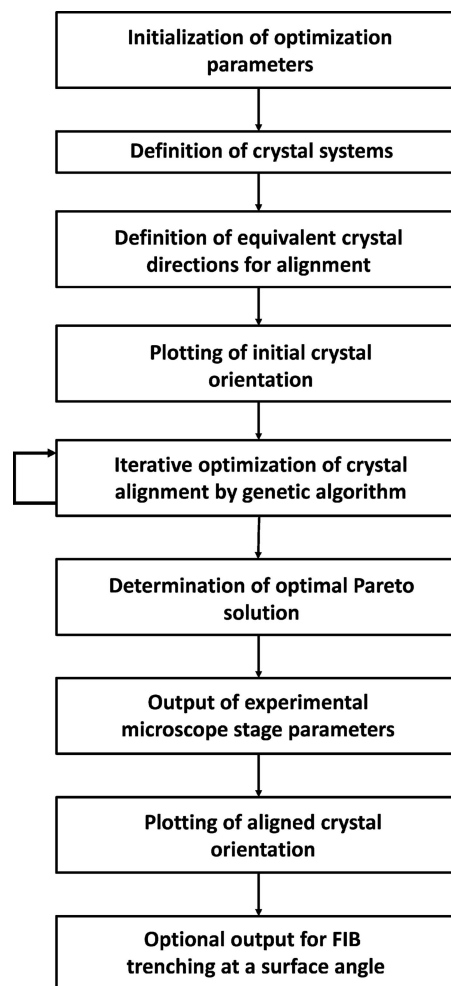 Initialization of optimization
parameters
Definition of crystal systems
Definition of equivalent crystal
directions for alignment
Plotting of initial crystal
orientation
Iterative optimization of crystal
alignment by genetic algorithm
Determination of optimal Pareto
solution
Output of experimental
microscope stage parameters
Plotting of aligned crystal
orientation
Optional output for FIB
trenching at a surface angle